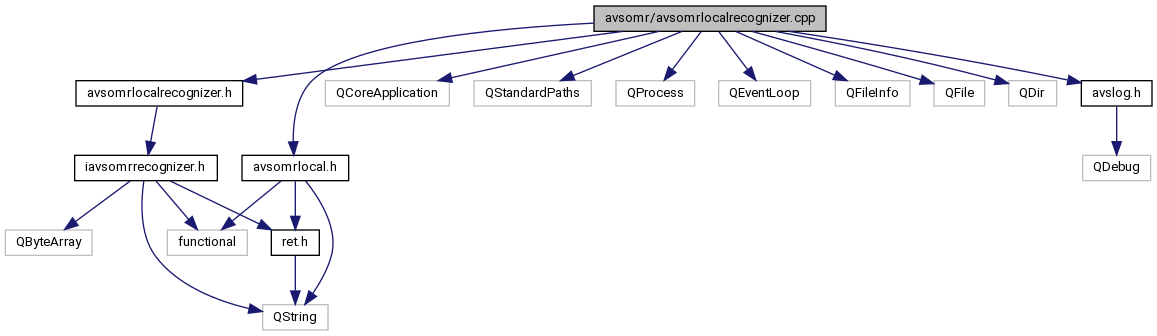 avsomr/avsomrlocalrecognizer.cpp
avsomrlocalrecognizer.h
QCoreApplication
QStandardPaths
QProcess
QEventLoop
QFileInfo
QFile
QDir
avslog.h
iavsomrrecognizer.h
avsomrlocal.h
QDebug
QByteArray
functional
ret.h
QString